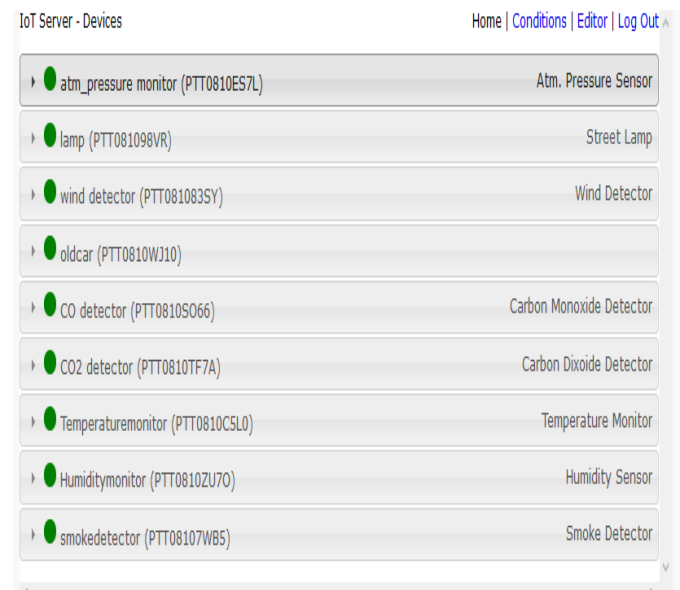 IoT Server - Devices Home | Conditions | Editor | Log Out
atm_pressure monitor (PTT0810ES7L) Atm. Pressure Sensor
lamp (PTT081098VR) Street Lamp
wind detector (PTT081083SY) Wind Detector
oldcar (PTT0810WJ10)
CO detector (PTT0810SO66) Carbon Monoxide Detector
CO2 detector (PTT0810TF7A) Carbon Dixoide Detector
Temperaturemonitor (PTT0810C5L0) Temperature Monitor
Humiditymonitor (PTT0810ZU7O) Humidity Sensor
smokedetector (PTT08107WB5) Smoke Detector